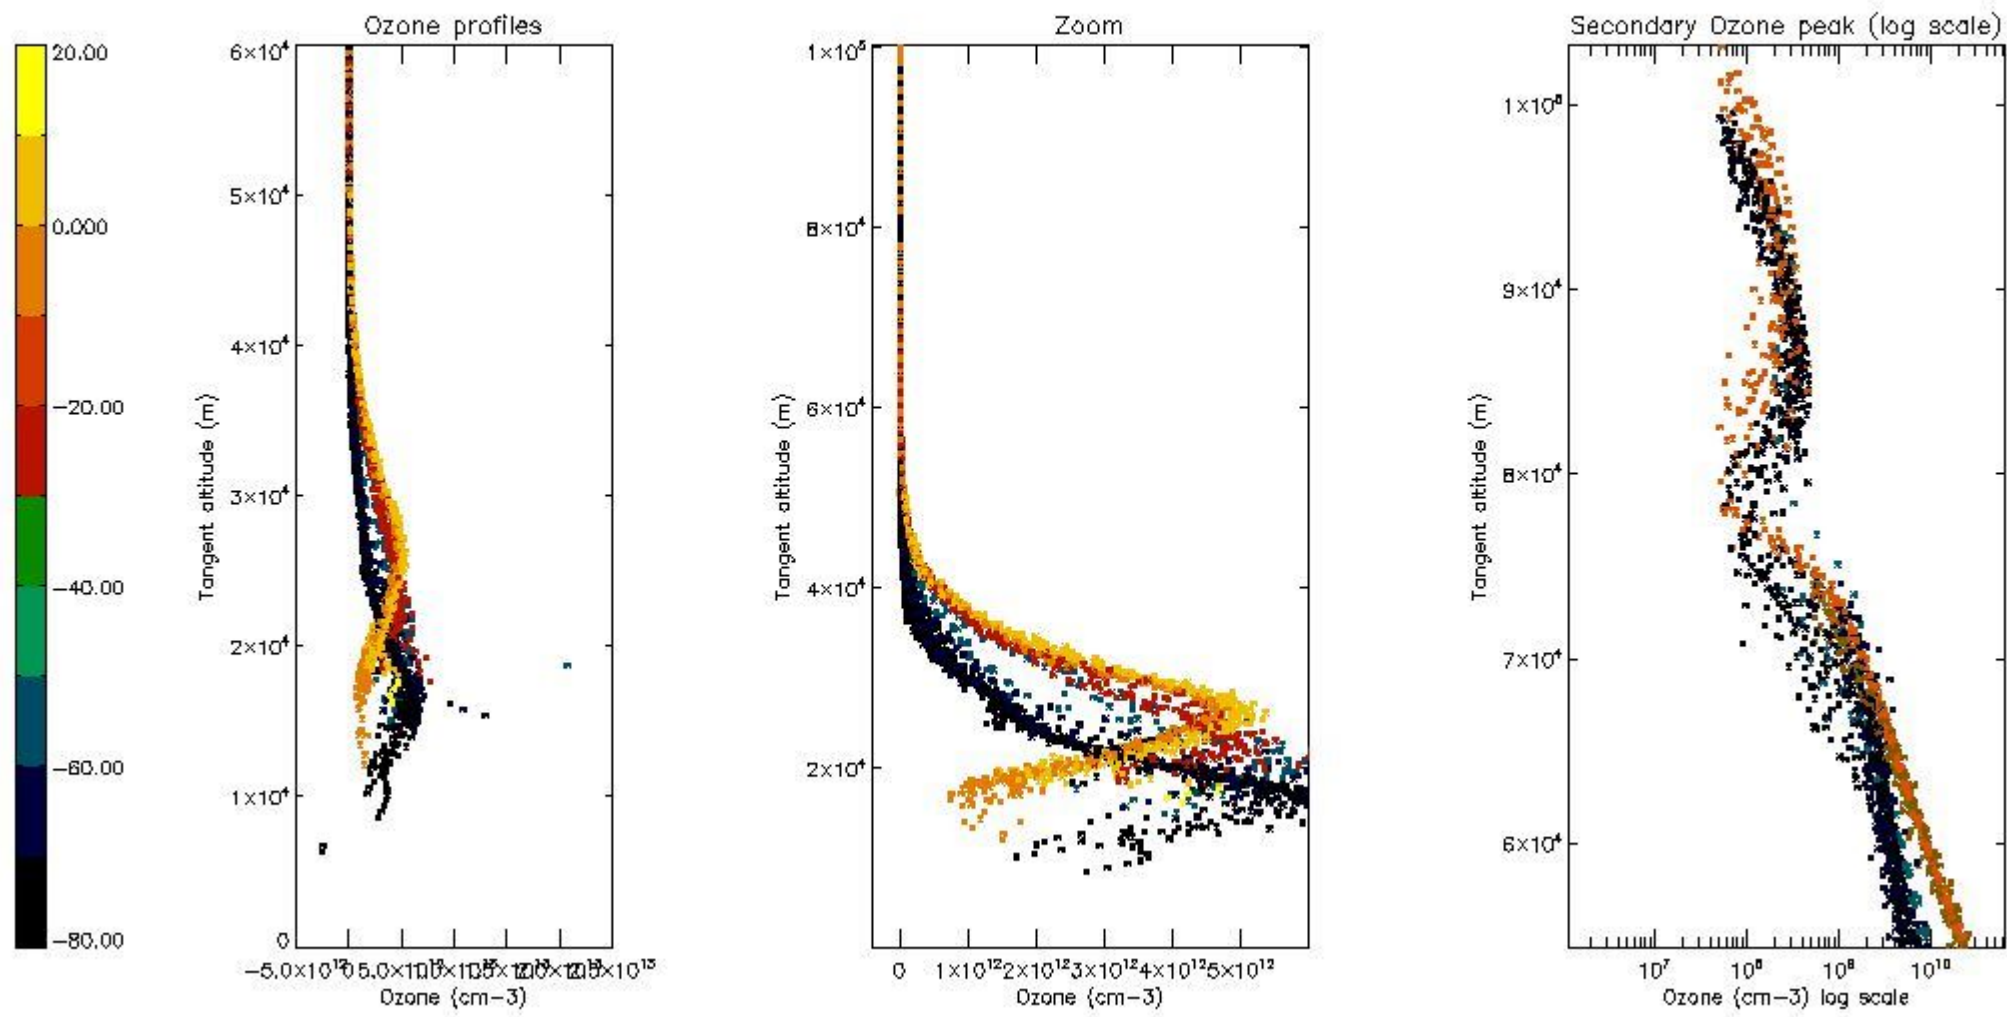 Ozone profiles
Zoom
Secondary Ozone peak (log scale)
20.00
0.000
−20.00
−40.00
−60.00
−80.00
6×10⁴
5×10⁴
4×10⁴
3×10⁴
2×10⁴
1×10⁴
0
Tangent altitude (m)
−5.0×10¹²
Ozone (cm−3)
1×10⁵
8×10⁴
6×10⁴
4×10⁴
2×10⁴
Tangent altitude (m)
0 1×10¹² 2×10¹² 3×10¹² 4×10¹² 5×10¹²
Ozone (cm−3)
9×10⁴
8×10⁴
7×10⁴
6×10⁴
Tangent altitude (m)
10⁷ 10⁸ 10⁹ 10¹⁰
Ozone (cm−3) log scale